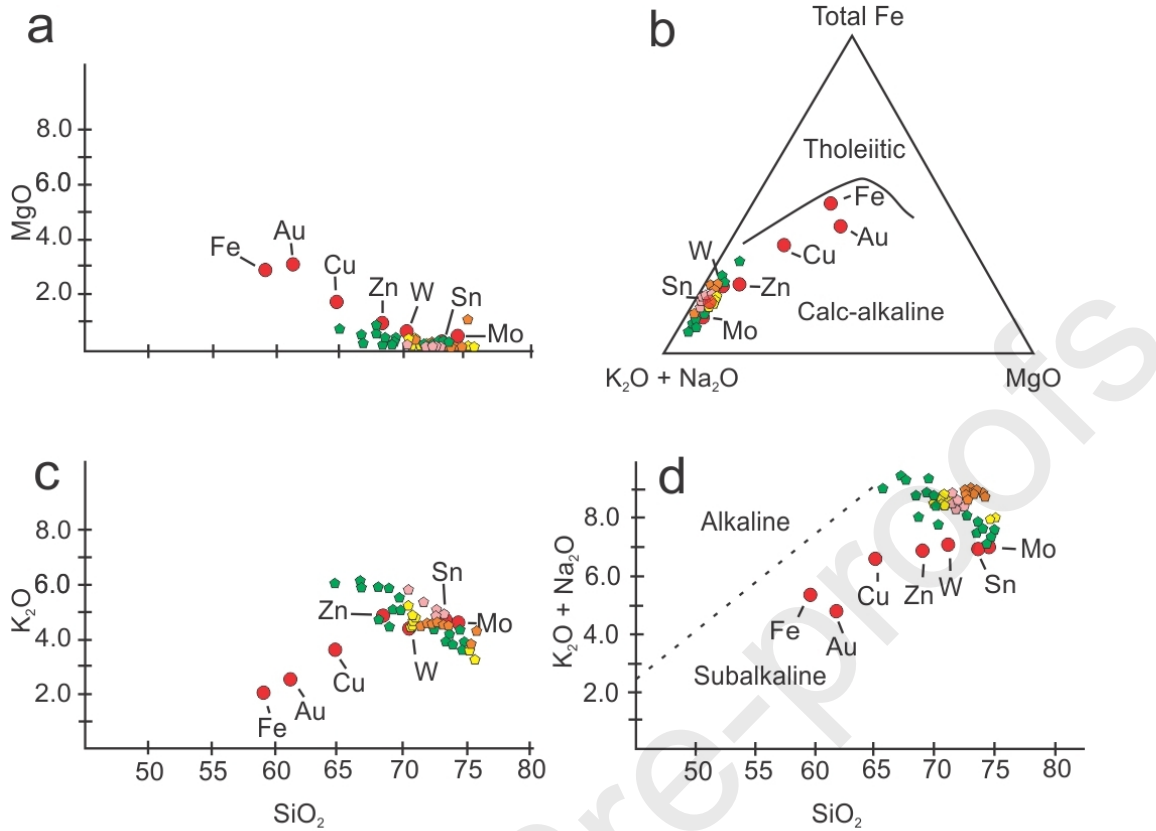 a
8.0
6.0
4.0
2.0
MgO
Fe
Au
Cu
Zn
W
Sn
Mo
b
Total Fe
Tholeiitic
Fe
Au
Cu
W
Zn
Sn
Mo
Calc-alkaline
K₂O + Na₂O
MgO
c
8.0
6.0
4.0
2.0
K₂O
Sn
Zn
Mo
W
Cu
Au
Fe
50 55 60 65 70 75 80
SiO₂
d
8.0
6.0
4.0
2.0
K₂O + Na₂O
Alkaline
Mo
Cu
Zn
W
Sn
Fe
Au
Subalkaline
50 55 60 65 70 75 80
SiO₂
re-proofs